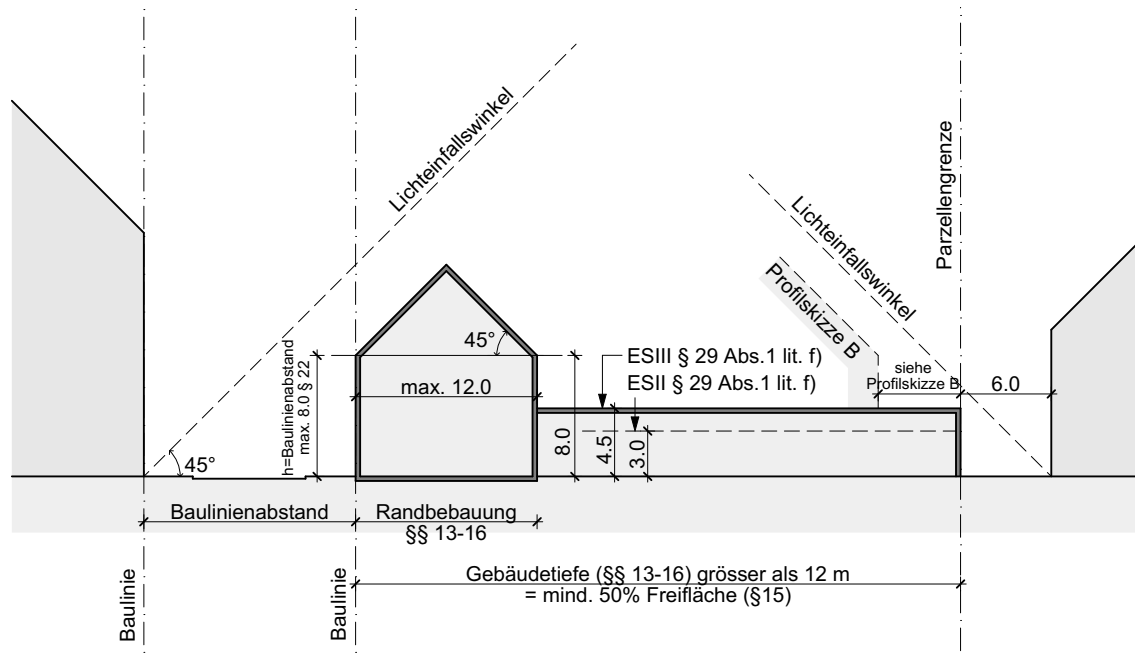 Lichteinfallswinkel
Lichteinfallswinkel
Parzellengrenze
Profilskizze B
45°
ESIII § 29 Abs.1 lit. f)
ESII § 29 Abs.1 lit. f)
siehe
Profilskizze B
6.0
h=Baulinienabstand
max. 8.0 § 22
max. 12.0
8.0
4.5
3.0
45°
Baulinienabstand
Randbebauung
§§ 13-16
Gebäudetiefe (§§ 13-16) grösser als 12 m
= mind. 50% Freifläche (§15)
Baulinie
Baulinie